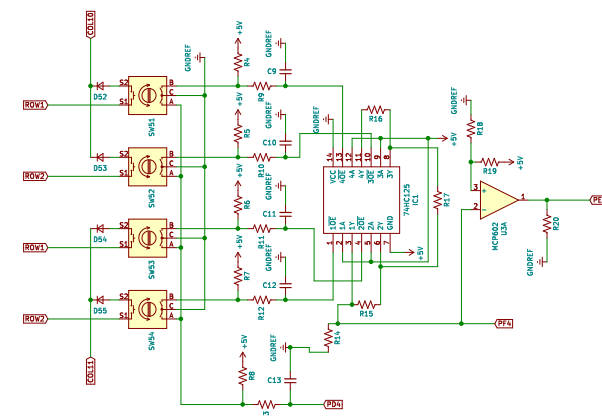 COL10
ROW1
D52
S2
S1
B
C
A
SW51
GNDREF
+5V
R4
GNDREF
C9
R9
ROW2
D53
SW52
+5V
R5
GNDREF
C10
R10
ROW1
D54
S2
S1
B
C
A
SW53
+5V
R6
GNDREF
C11
R11
ROW2
D55
S2
S1
B
C
A
SW54
+5V
R7
GNDREF
C12
R12
COL11
+5V
R8
GNDREF
C13
PD4
GNDREF
R16
+5V
14 13 12 11 10 9 8
VCC 4OE 4A 4Y 3OE 3A 3Y
74HC125
IC1
1OE 1A 1Y 2OE 2A 2Y GND
1 2 3 4 5 6 7
+5V
R17
R15
R14
PF4
GNDREF
R18
R19
+5V
3
+
2
-
1
MCP602
U3A
PE
R20
GNDREF